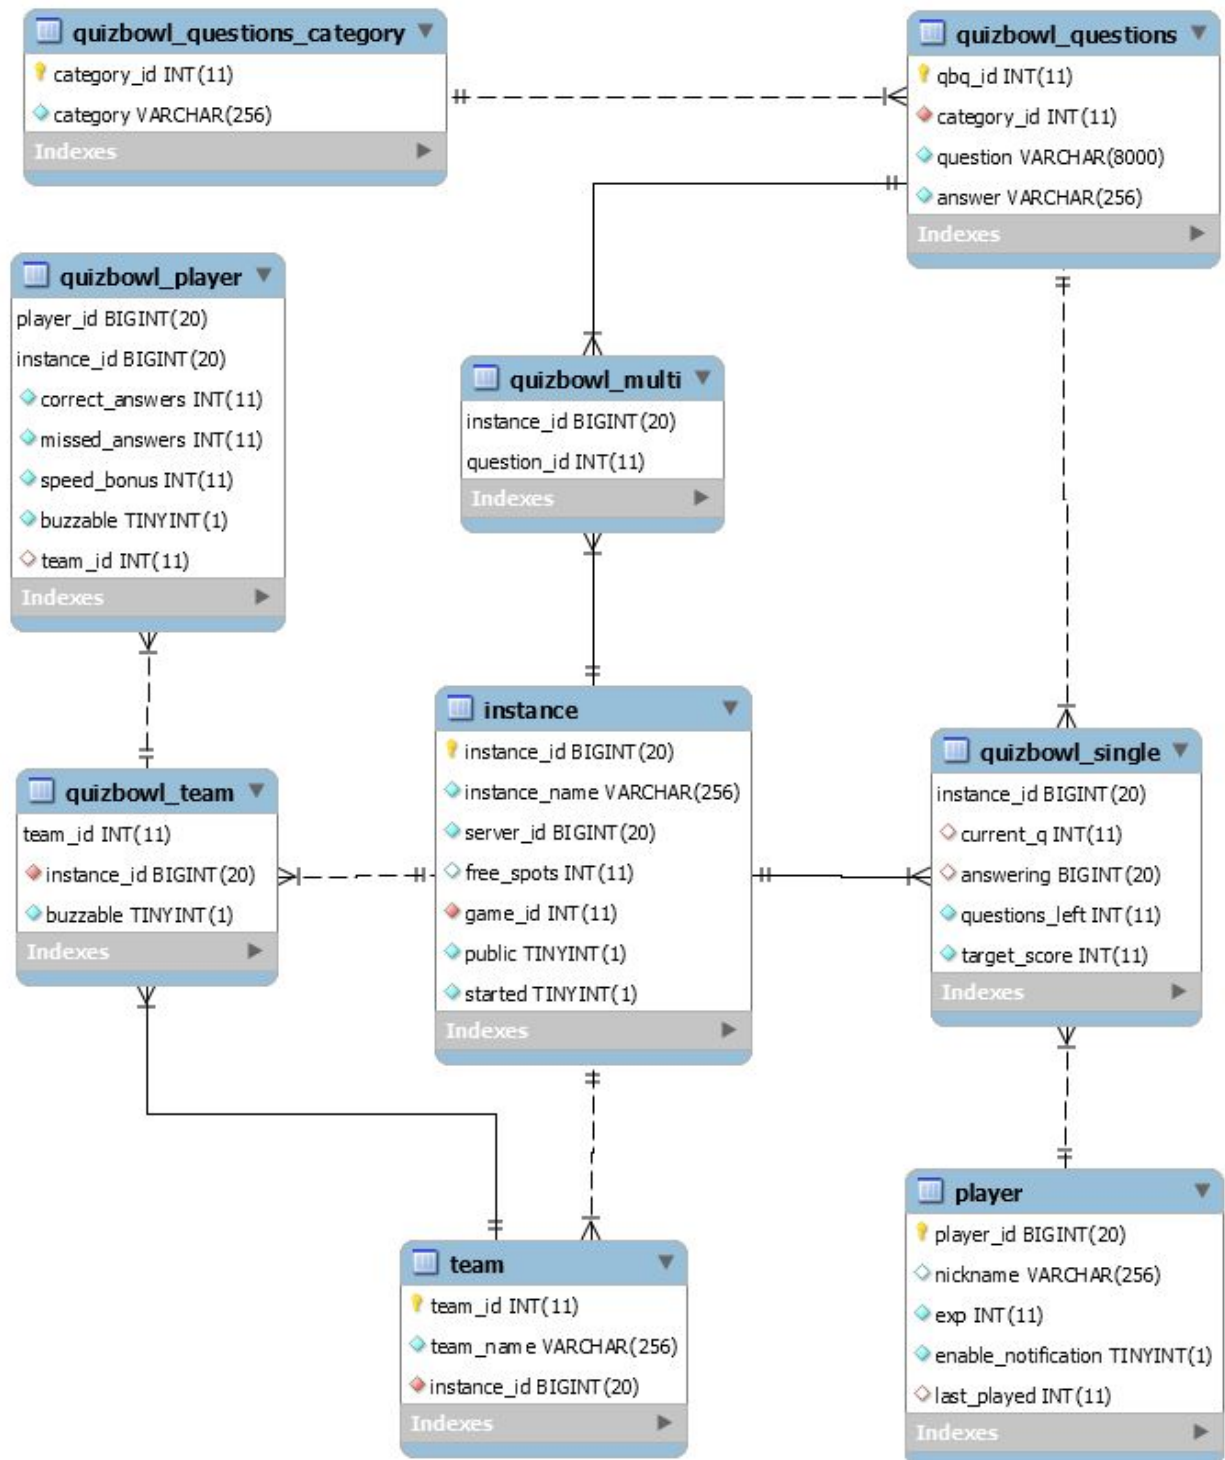 quizbowl_questions_category
category_id INT(11)
category VARCHAR(256)
Indexes
quizbowl_questions
qbq_id INT(11)
category_id INT(11)
question VARCHAR(8000)
answer VARCHAR(256)
Indexes
quizbowl_player
player_id BIGINT(20)
instance_id BIGINT(20)
correct_answers INT(11)
missed_answers INT(11)
speed_bonus INT(11)
buzzable TINYINT(1)
team_id INT(11)
Indexes
quizbowl_multi
instance_id BIGINT(20)
question_id INT(11)
Indexes
quizbowl_team
team_id INT(11)
instance_id BIGINT(20)
buzzable TINYINT(1)
Indexes
instance
instance_id BIGINT(20)
instance_name VARCHAR(256)
server_id BIGINT(20)
free_spots INT(11)
game_id INT(11)
public TINYINT(1)
started TINYINT(1)
Indexes
quizbowl_single
instance_id BIGINT(20)
current_q INT(11)
answering BIGINT(20)
questions_left INT(11)
target_score INT(11)
Indexes
team
team_id INT(11)
team_name VARCHAR(256)
instance_id BIGINT(20)
Indexes
player
player_id BIGINT(20)
nickname VARCHAR(256)
exp INT(11)
enable_notification TINYINT(1)
last_played INT(11)
Indexes